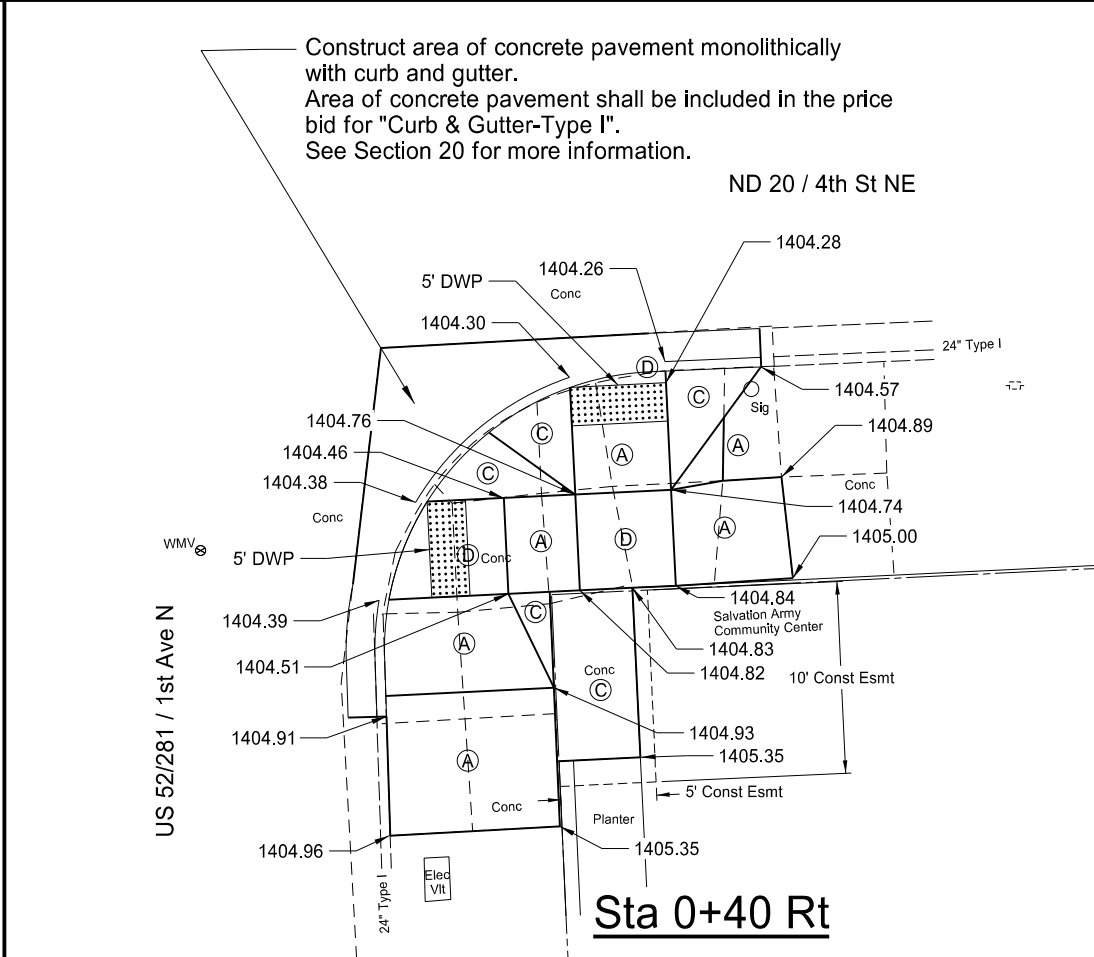 Construct area of concrete pavement monolithically
with curb and gutter.
Area of concrete pavement shall be included in the price
bid for "Curb & Gutter-Type I".
See Section 20 for more information.
ND 20 / 4th St NE
1404.28
1404.26
Conc
5' DWP
1404.30
24" Type I
D
C
Sig
1404.57
1404.76
C
A
A
1404.89
1404.46
C
1404.38
Conc
1404.74
Conc
WMV
5' DWP
D
Conc
A
D
A
1405.00
1404.39
C
1404.84
Salvation Army
Community Center
A
1404.83
1404.51
Conc
C
1404.82
10' Const Esmt
US 52/281 / 1st Ave N
1404.91
1404.93
1405.35
A
5' Const Esmt
Conc
Planter
1404.96
1405.35
Elec
Vlt
24" Type I
Sta 0+40 Rt